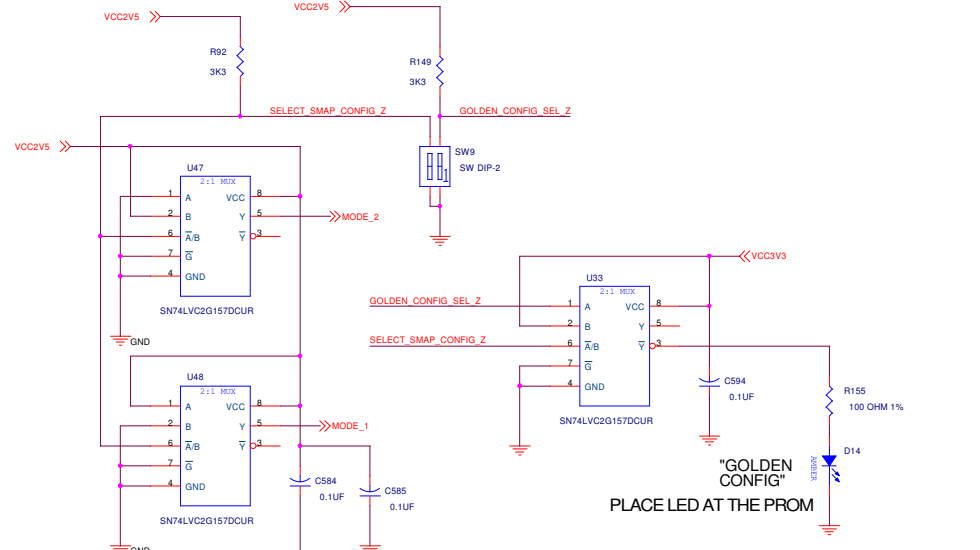 VCC2V5
VCC2V5
R92
3K3
R149
3K3
SELECT_SMAP_CONFIG_Z
GOLDEN_CONFIG_SEL_Z
VCC2V5
SW9
SW DIP-2
1
U47
2:1 MUX
1 A VCC 8
2 B Y 5
MODE_2
6 A/B Y 3
7 G
4 GND
SN74LVC2G157DCUR
GND
VCC3V3
U33
2:1 MUX
GOLDEN_CONFIG_SEL_Z
1 A VCC 8
2 B Y 5
SELECT_SMAP_CONFIG_Z
6 A/B Y 3
7 G
4 GND
SN74LVC2G157DCUR
C594
0.1UF
R155
100 OHM 1%
D14
AMBER
"GOLDEN
CONFIG"
PLACE LED AT THE PROM
U48
2:1 MUX
1 A VCC 8
2 B Y 5
MODE_1
6 A/B Y 3
7 G
4 GND
SN74LVC2G157DCUR
C584
0.1UF
C585
0.1UF
GND